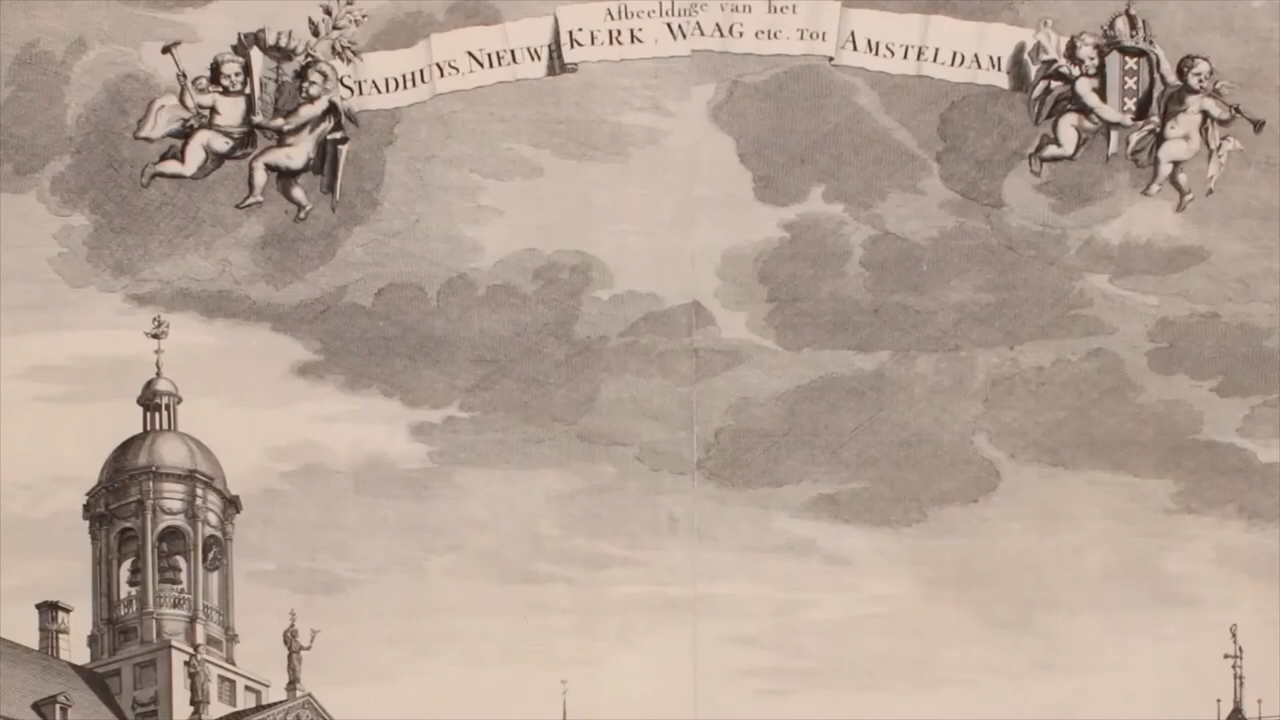 Afbeeldinge van het
STADHUYS, NIEUWE KERK, WAAG etc. Tot AMSTELDAM